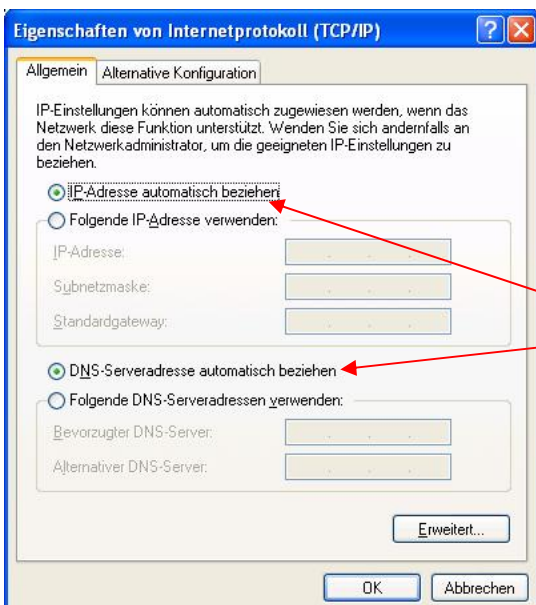 Eigenschaften von Internetprotokoll (TCP/IP)
Allgemein
Alternative Konfiguration
IP-Einstellungen können automatisch zugewiesen werden, wenn das
Netzwerk diese Funktion unterstützt. Wenden Sie sich andernfalls an
den Netzwerkadministrator, um die geeigneten IP-Einstellungen zu
beziehen.
IP-Adresse automatisch beziehen
Folgende IP-Adresse verwenden:
IP-Adresse:
Subnetzmaske:
Standardgateway:
DNS-Serveradresse automatisch beziehen
Folgende DNS-Serveradressen verwenden:
Bevorzugter DNS-Server:
Alternativer DNS-Server:
Erweitert...
OK
Abbrechen